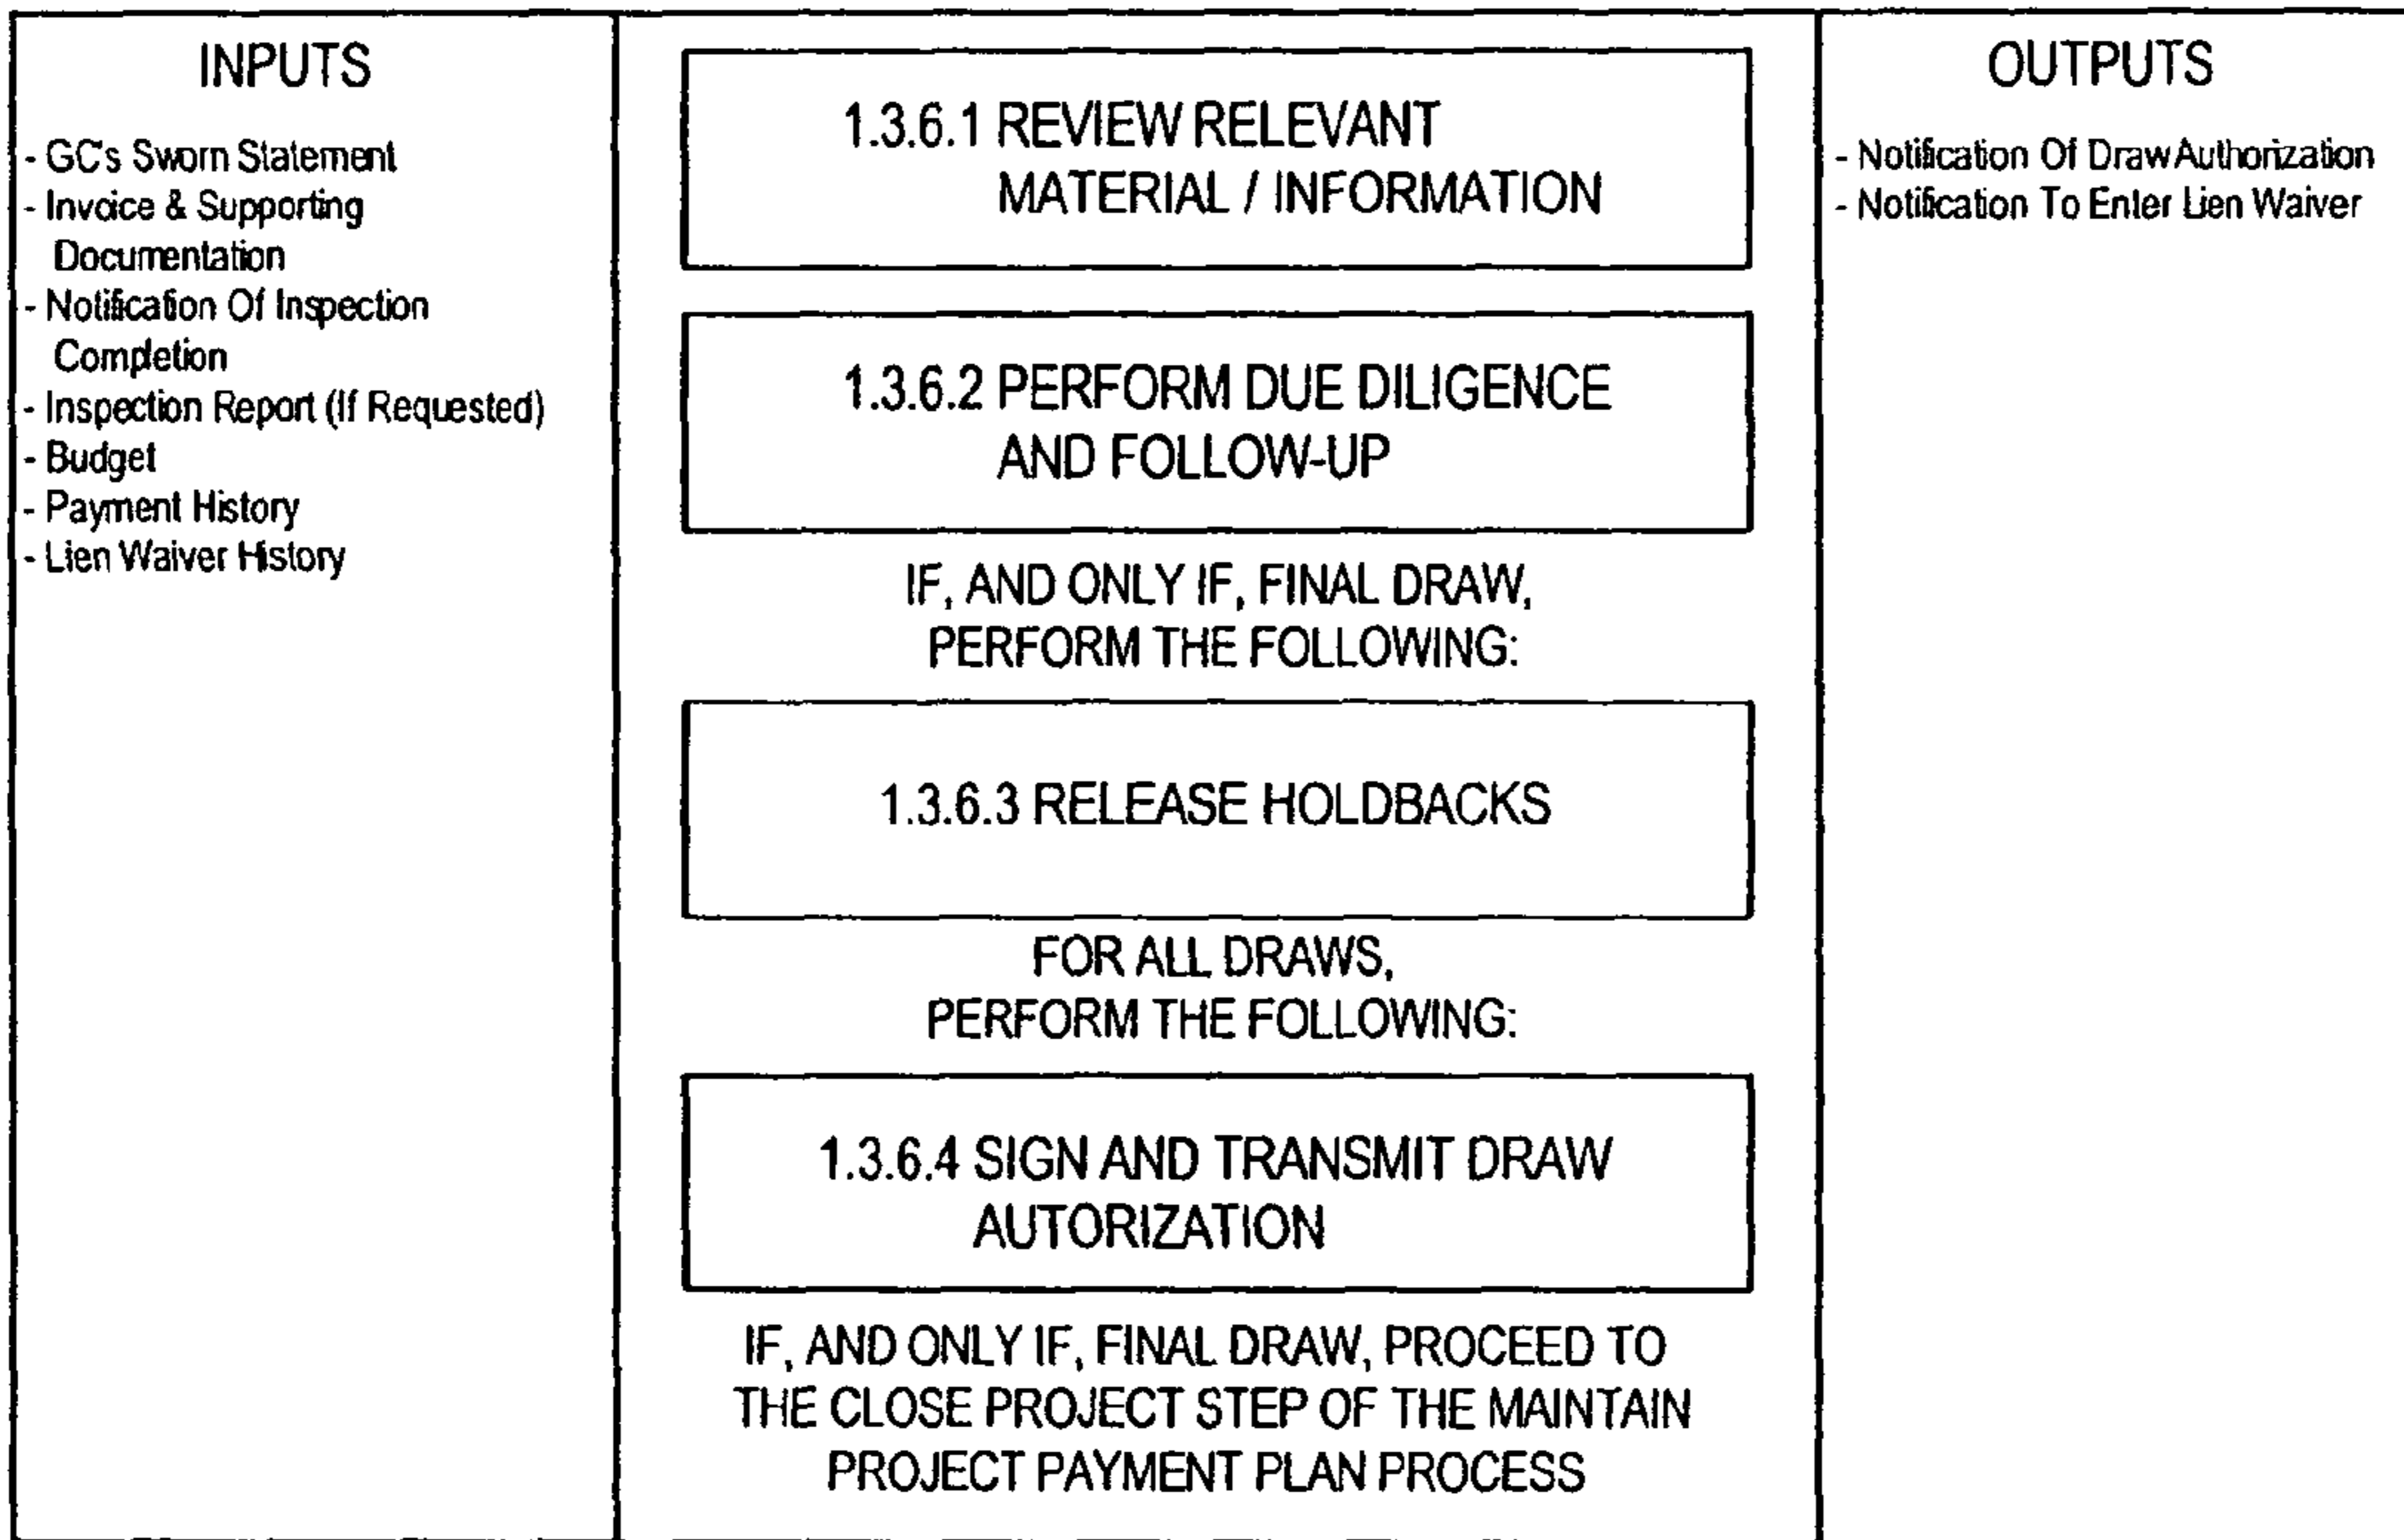 INPUTS
- GC's Sworn Statement
- Invoice & Supporting
Documentation
- Notification Of Inspection
Completion
- Inspection Report (If Requested)
- Budget
- Payment History
- Lien Waiver History
1.3.6.1 REVIEW RELEVANT
MATERIAL / INFORMATION
1.3.6.2 PERFORM DUE DILIGENCE
AND FOLLOW-UP
IF, AND ONLY IF, FINAL DRAW,
PERFORM THE FOLLOWING:
1.3.6.3 RELEASE HOLDBACKS
FOR ALL DRAWS,
PERFORM THE FOLLOWING:
1.3.6.4 SIGN AND TRANSMIT DRAW
AUTORIZATION
IF, AND ONLY IF, FINAL DRAW, PROCEED TO
THE CLOSE PROJECT STEP OF THE MAINTAIN
PROJECT PAYMENT PLAN PROCESS
OUTPUTS
- Notification Of Draw Authorization
- Notification To Enter Lien Waiver